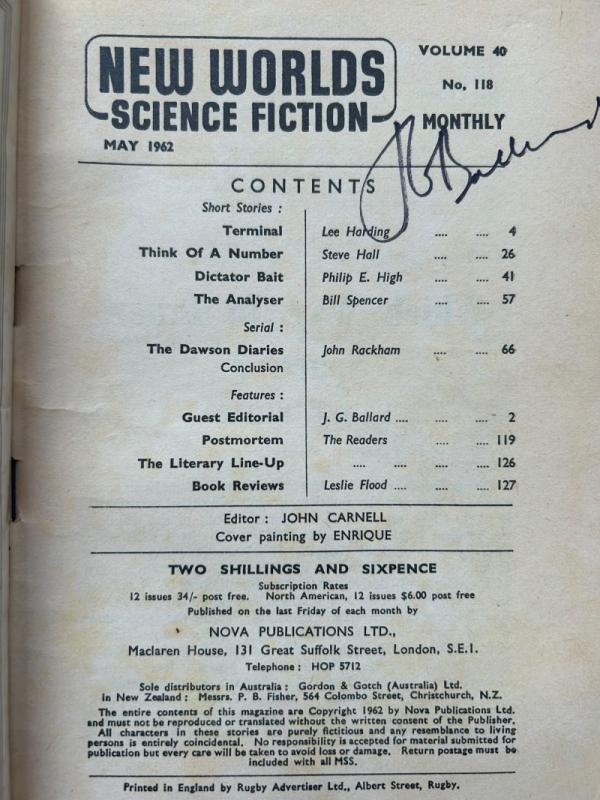 NEW WORLDS
SCIENCE FICTION
MAY 1962
VOLUME 40
No. 118
MONTHLY
J G Ballard
CONTENTS
Short Stories :
Terminal Lee Harding .... .... 4
Think Of A Number Steve Hall .... .... 26
Dictator Bait Philip E. High .... .... 41
The Analyser Bill Spencer .... .... 57
Serial :
The Dawson Diaries John Rackham .... .... 66
Conclusion
Features :
Guest Editorial J. G. Ballard .... .... 2
Postmortem The Readers .... .... 119
The Literary Line-Up .... .... .... 126
Book Reviews Leslie Flood .... .... 127
Editor : JOHN CARNELL
Cover painting by ENRIQUE
TWO SHILLINGS AND SIXPENCE
Subscription Rates
12 issues 34/- post free. North American, 12 issues $6.00 post free
Published on the last Friday of each month by
NOVA PUBLICATIONS LTD.,
Maclaren House, 131 Great Suffolk Street, London, S.E.1.
Telephone : HOP 5712
Sole distributors in Australia : Gordon & Gotch (Australia) Ltd.
In New Zealand : Messrs. P. B. Fisher, 564 Colombo Street, Christchurch, N.Z.
The entire contents of this magazine are Copyright 1962 by Nova Publications Ltd.
and must not be reproduced or translated without the written consent of the Publisher.
All characters in these stories are purely fictitious and any resemblance to living
persons is entirely coincidental. No responsibility is accepted for material submitted for
publication but every care will be taken to avoid loss or damage. Return postage must be
included with all MSS.
Printed in England by Rugby Advertiser Ltd., Albert Street, Rugby.